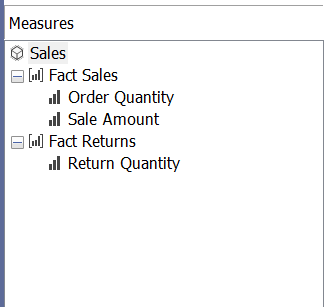 Measures
Sales
Fact Sales
Order Quantity
Sale Amount
Fact Returns
Return Quantity